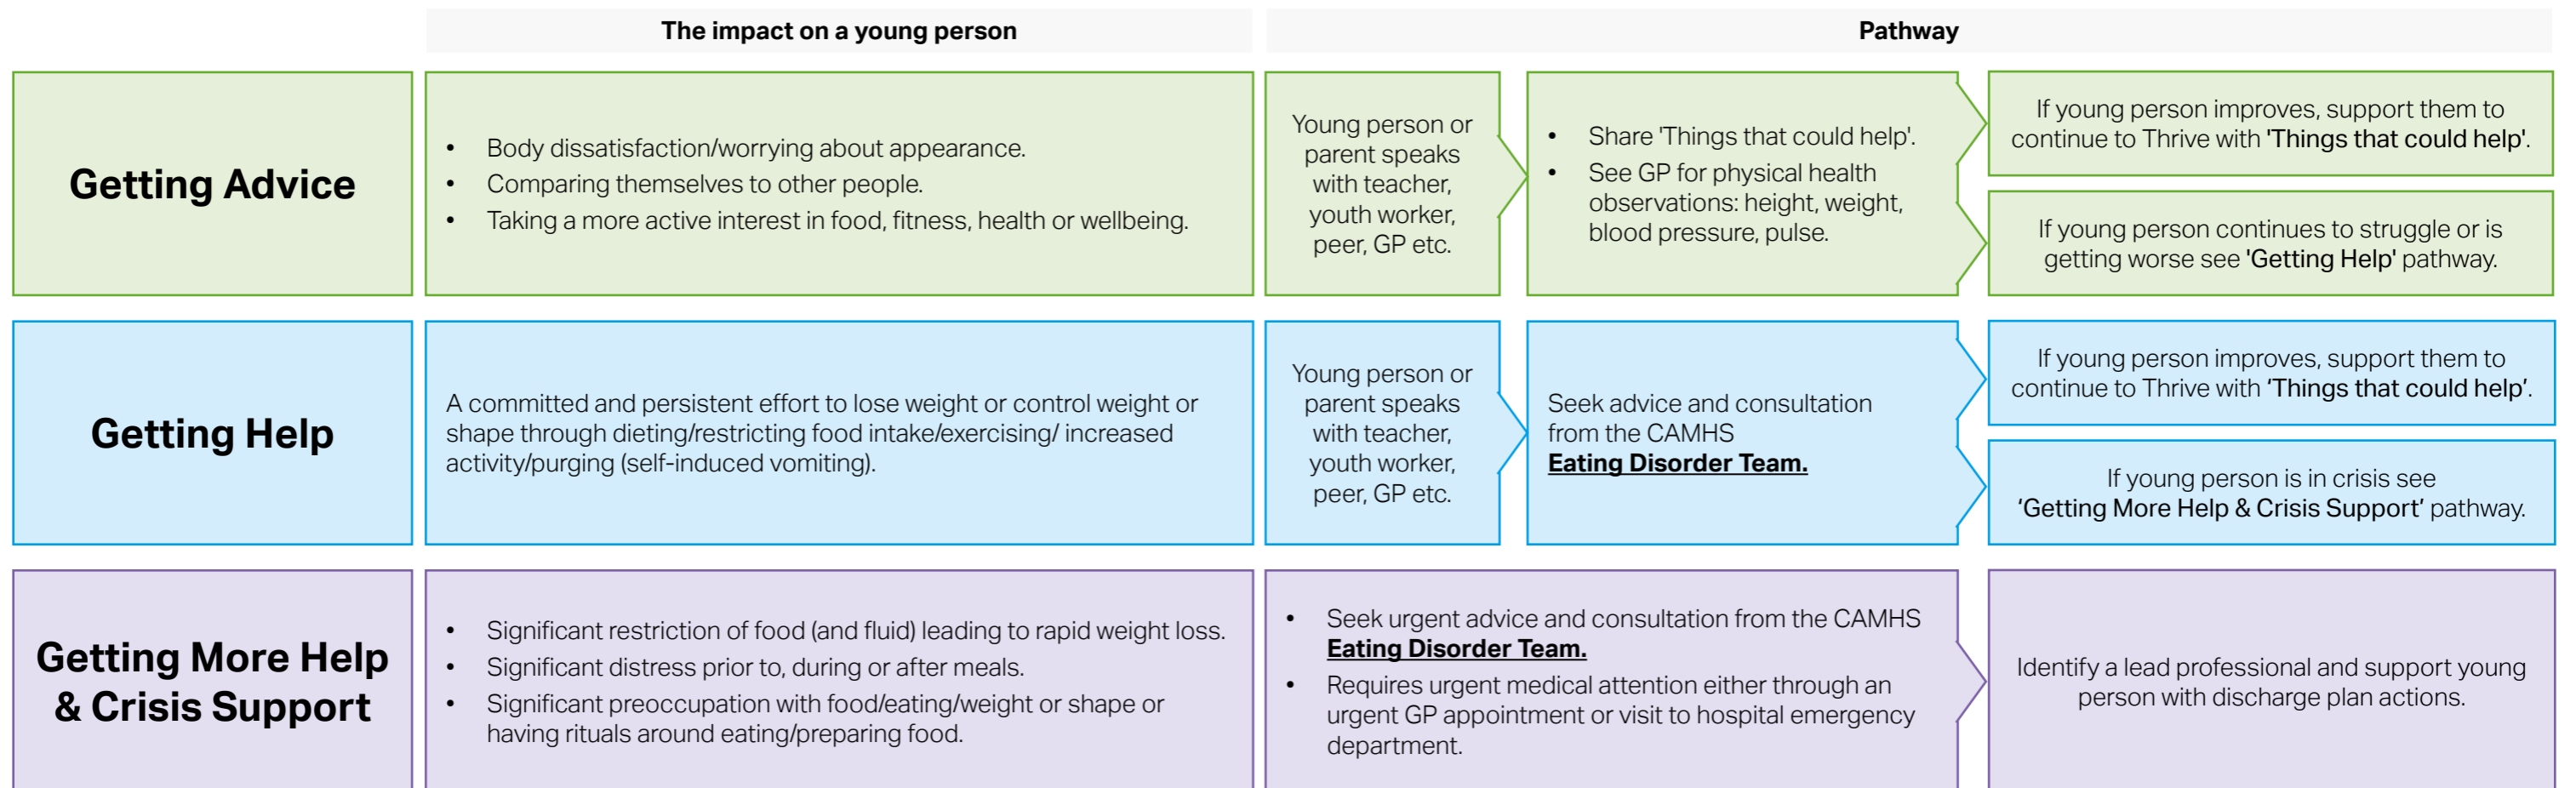 The impact on a young person
Pathway
Getting Advice
• Body dissatisfaction/worrying about appearance.
• Comparing themselves to other people.
• Taking a more active interest in food, fitness, health or wellbeing.
Young person or
parent speaks
with teacher,
youth worker,
peer, GP etc.
• Share 'Things that could help'.
• See GP for physical health
observations: height, weight,
blood pressure, pulse.
If young person improves, support them to
continue to Thrive with 'Things that could help'.
If young person continues to struggle or is
getting worse see 'Getting Help' pathway.
Getting Help
A committed and persistent effort to lose weight or control weight or
shape through dieting/restricting food intake/exercising/ increased
activity/purging (self-induced vomiting).
Young person or
parent speaks
with teacher,
youth worker,
peer, GP etc.
Seek advice and consultation
from the CAMHS
Eating Disorder Team.
If young person improves, support them to
continue to Thrive with ‘Things that could help’.
If young person is in crisis see
‘Getting More Help & Crisis Support’ pathway.
Getting More Help
& Crisis Support
• Significant restriction of food (and fluid) leading to rapid weight loss.
• Significant distress prior to, during or after meals.
• Significant preoccupation with food/eating/weight or shape or
having rituals around eating/preparing food.
• Seek urgent advice and consultation from the CAMHS
Eating Disorder Team.
• Requires urgent medical attention either through an
urgent GP appointment or visit to hospital emergency
department.
Identify a lead professional and support young
person with discharge plan actions.